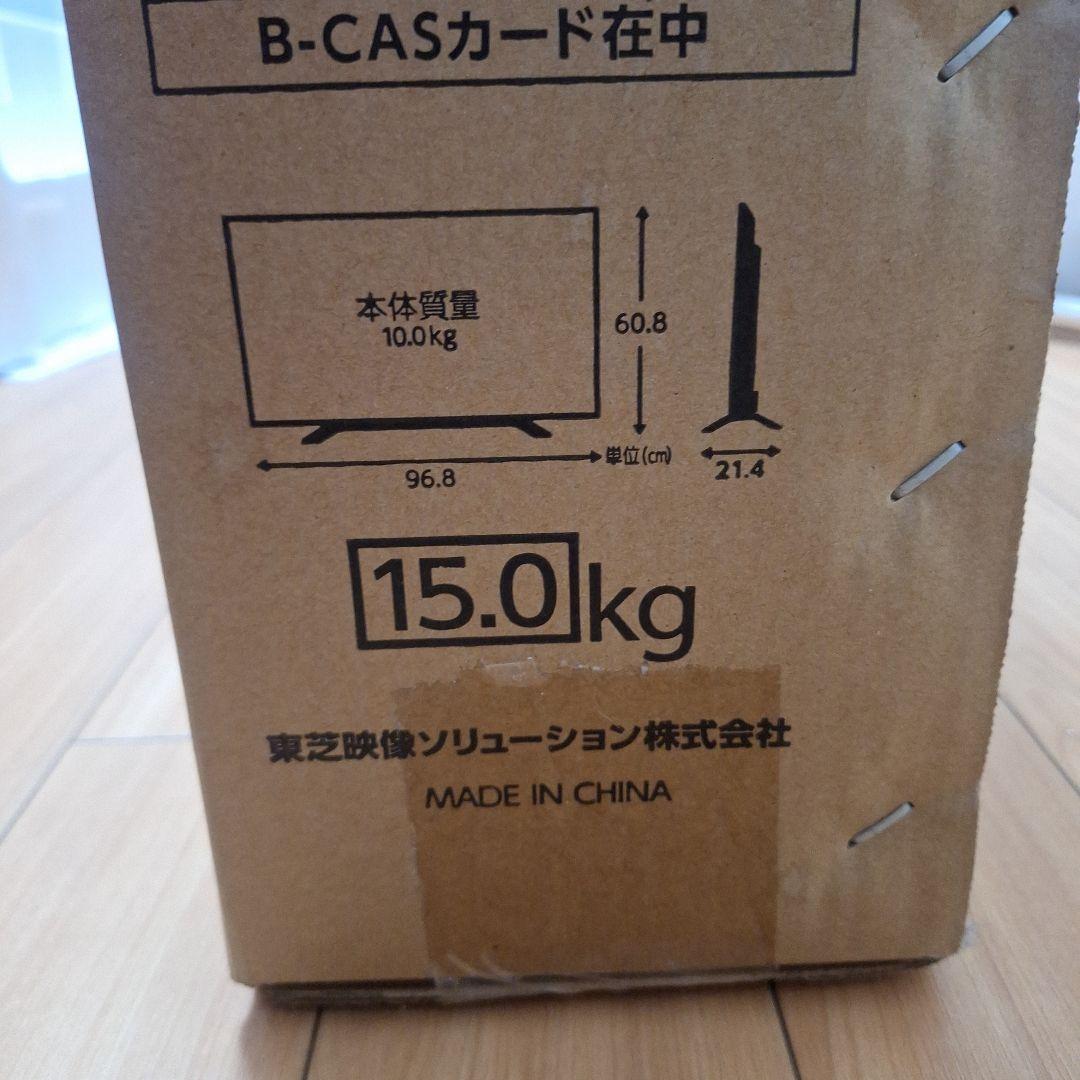 B-CASカード在中
本体質量
10.0kg
60.8
単位(cm)
96.8
21.4
15.0kg
東芝映像ソリューション株式会社
MADE IN CHINA